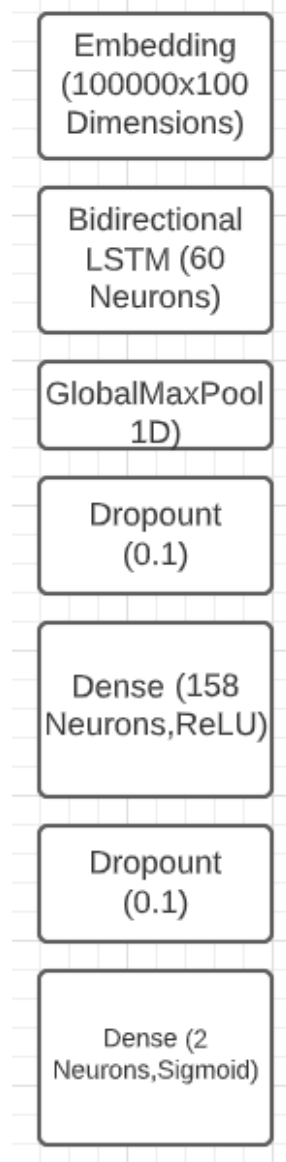 Embedding
(100000x100
Dimensions)
Bidirectional
LSTM (60
Neurons)
GlobalMaxPool
1D)
Dropount
(0.1)
Dense (158
Neurons,ReLU)
Dropount
(0.1)
Dense (2
Neurons,Sigmoid)